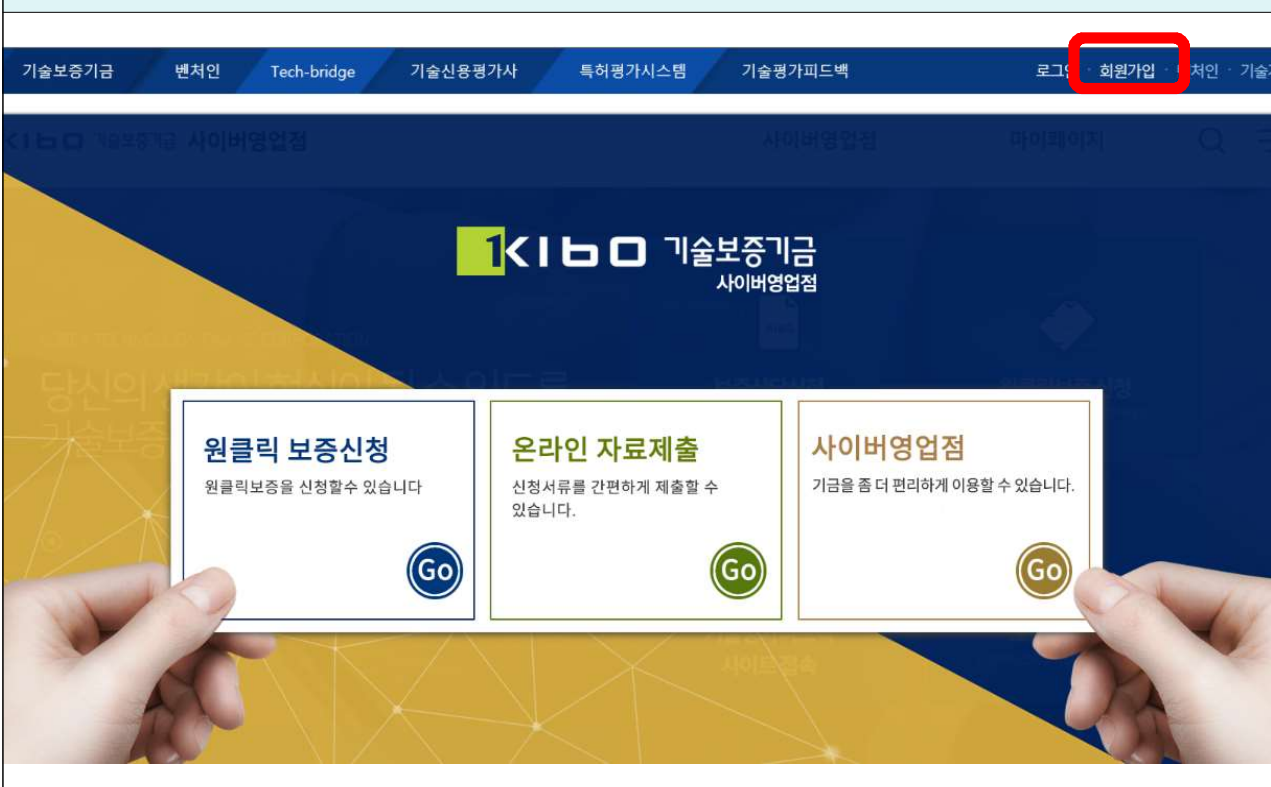 기술보증기금 벤처인 Tech-bridge 기술신용평가사 특허평가시스템 기술평가피드백 로그인 · 회원가입 · 벤처인 ·
KIBO 기술보증기금 사이버영업점 사이버영업점 마이페이지
1KIBO 기술보증기금
사이버영업점
원클릭 보증신청
원클릭보증을 신청할수 있습니다
Go
온라인 자료제출
신청서류를 간편하게 제출할 수
있습니다.
Go
사이버영업점
기금을 좀 더 편리하게 이용할 수 있습니다.
Go
사이트접속